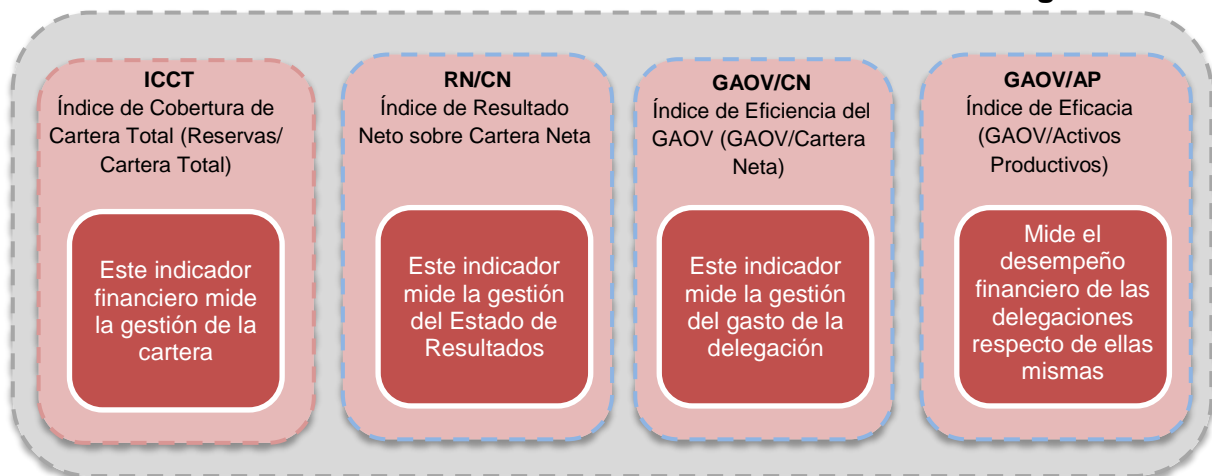 ICCT
Índice de Cobertura de
Cartera Total (Reservas/
Cartera Total)
Este indicador
financiero mide
la gestión de la
cartera
RN/CN
Índice de Resultado
Neto sobre Cartera Neta
Este indicador
mide la gestión
del Estado de
Resultados
GAOV/CN
Índice de Eficiencia del
GAOV (GAOV/Cartera
Neta)
Este indicador
mide la gestión
del gasto de la
delegación
GAOV/AP
Índice de Eficacia
(GAOV/Activos
Productivos)
Mide el
desempeño
financiero de las
delegaciones
respecto de ellas
mismas